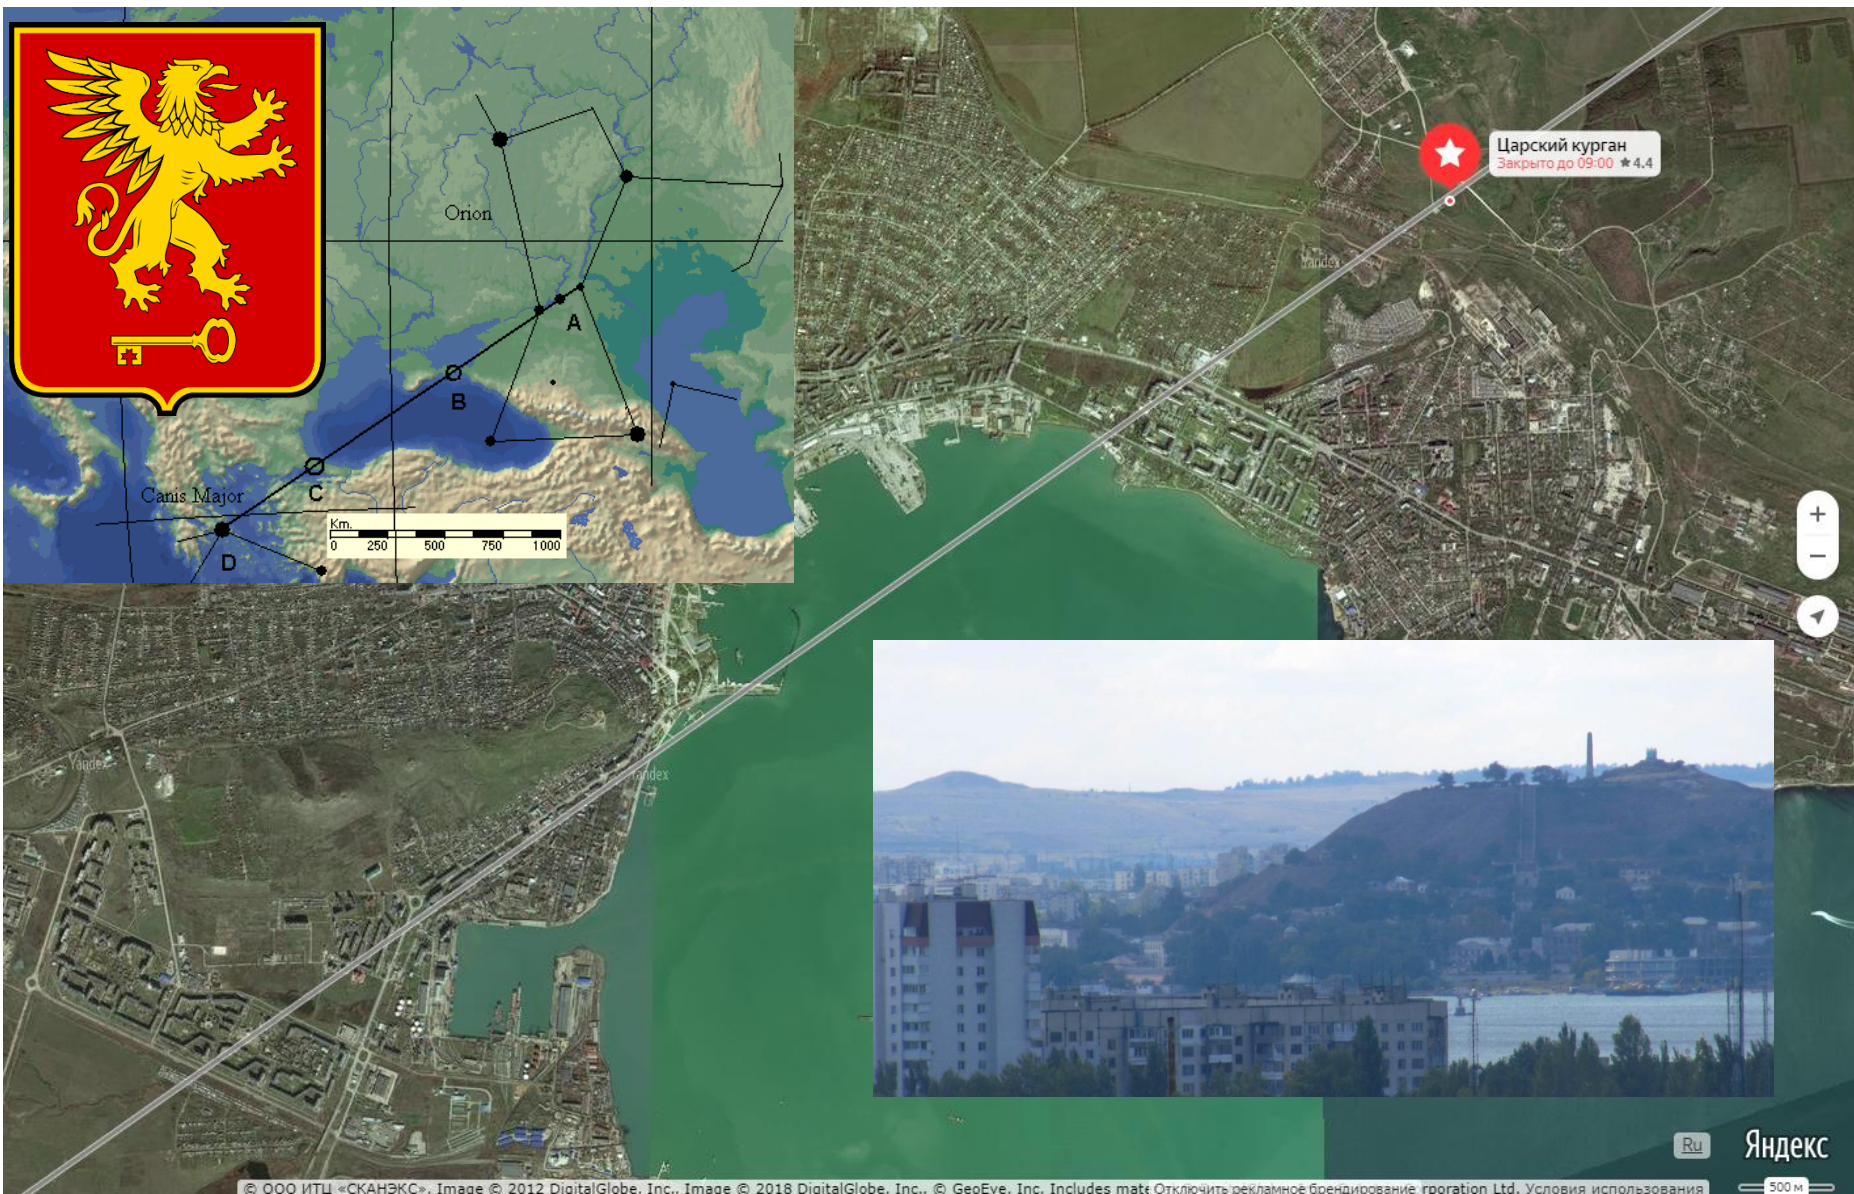 Orion
A
B
C
Canis Major
D
Km.
0 250 500 750 1000
Царский курган
Закрыто до 09:00 ★4.4
Yandex
Yandex
Yandex
+
−
Ru
Яндекс
© ООО ИТЦ «СКАНЭКС», Image © 2012 DigitalGlobe, Inc., Image © 2018 DigitalGlobe, Inc., © GeoEye, Inc. Includes mate Отключить рекламное брендирование rporation Ltd. Условия использования
500 м